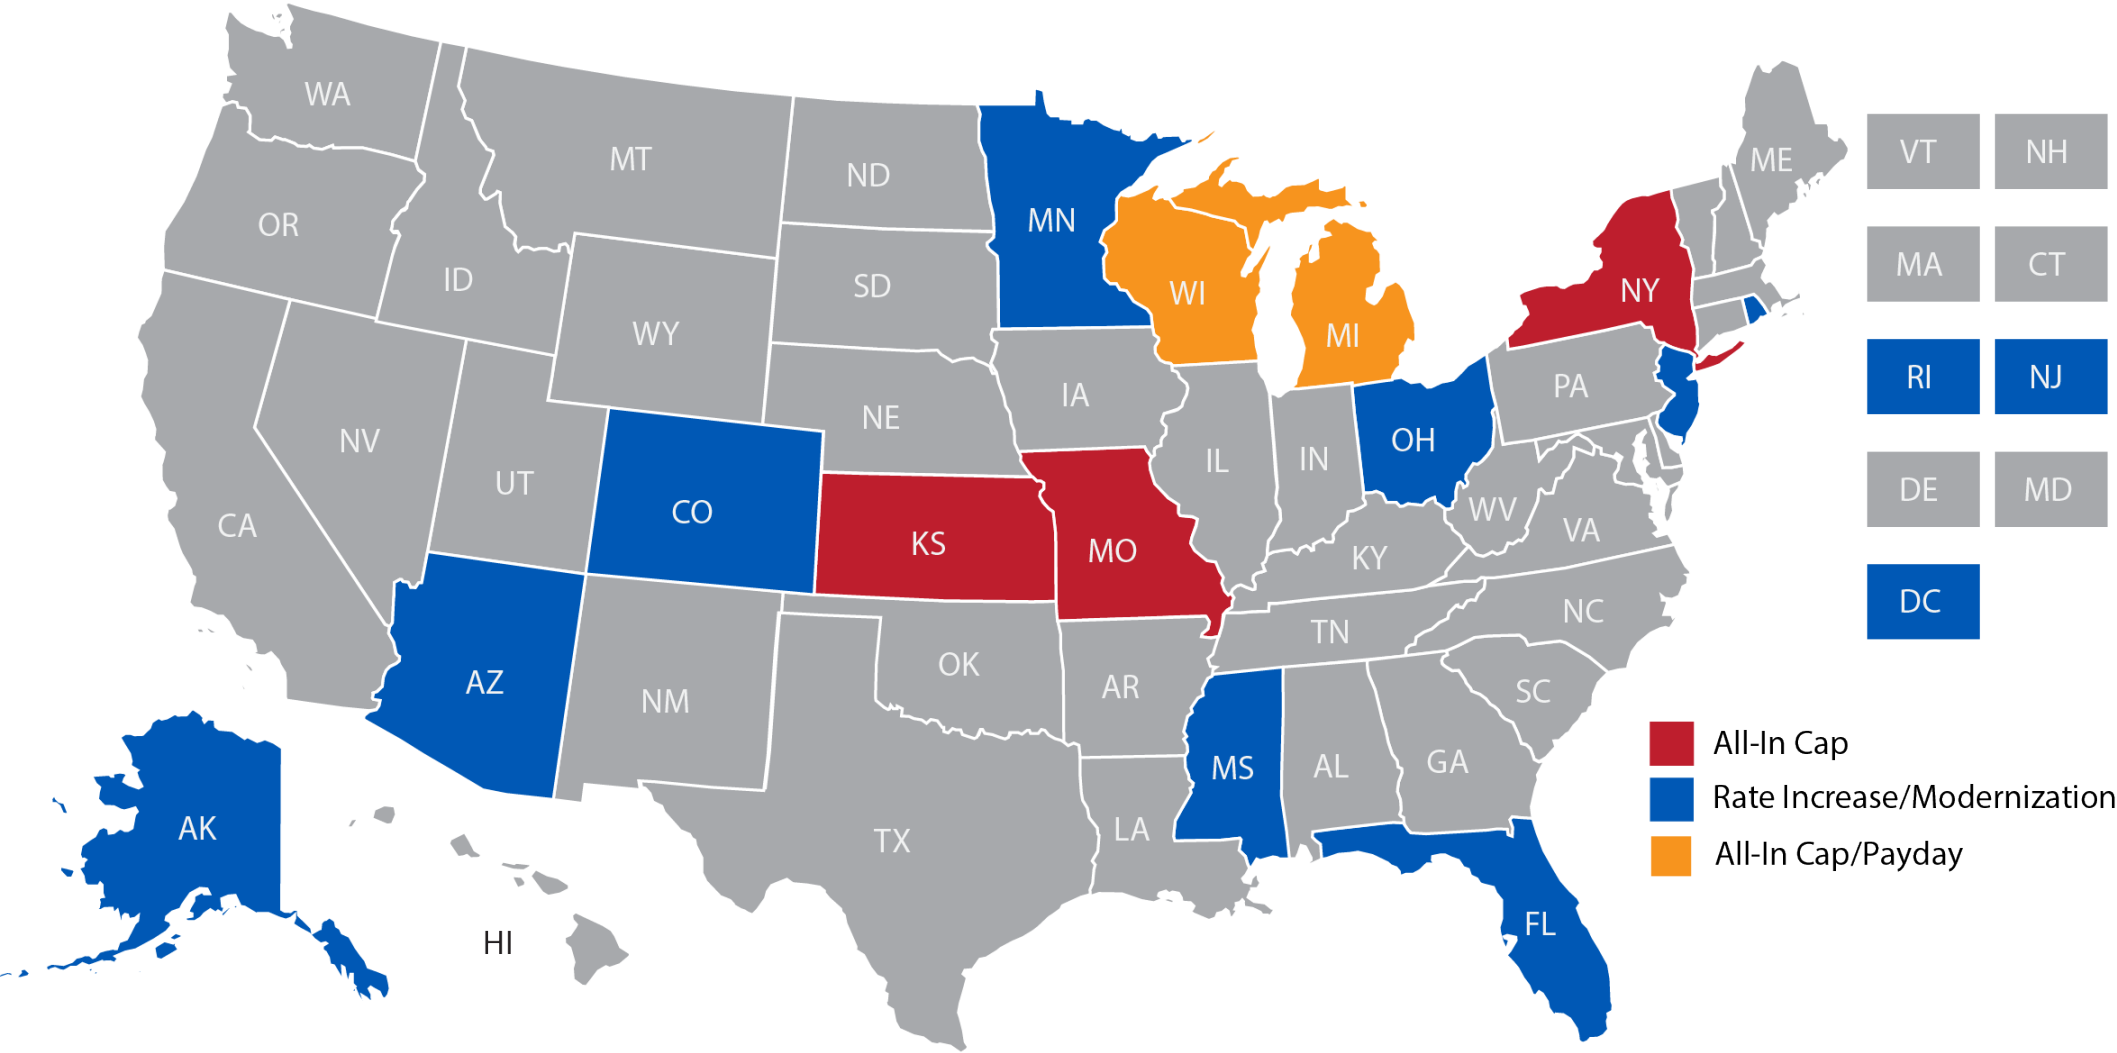 WA
MT
ND
MN
ME
VT
NH
OR
ID
SD
WI
MI
NY
MA
CT
WY
IA
PA
RI
NJ
NV
UT
CO
NE
IL
IN
OH
WV
VA
DE
MD
CA
KS
MO
KY
NC
DC
AZ
NM
OK
AR
TN
SC
AK
TX
LA
MS
AL
GA
FL
HI
All-In Cap
Rate Increase/Modernization
All-In Cap/Payday